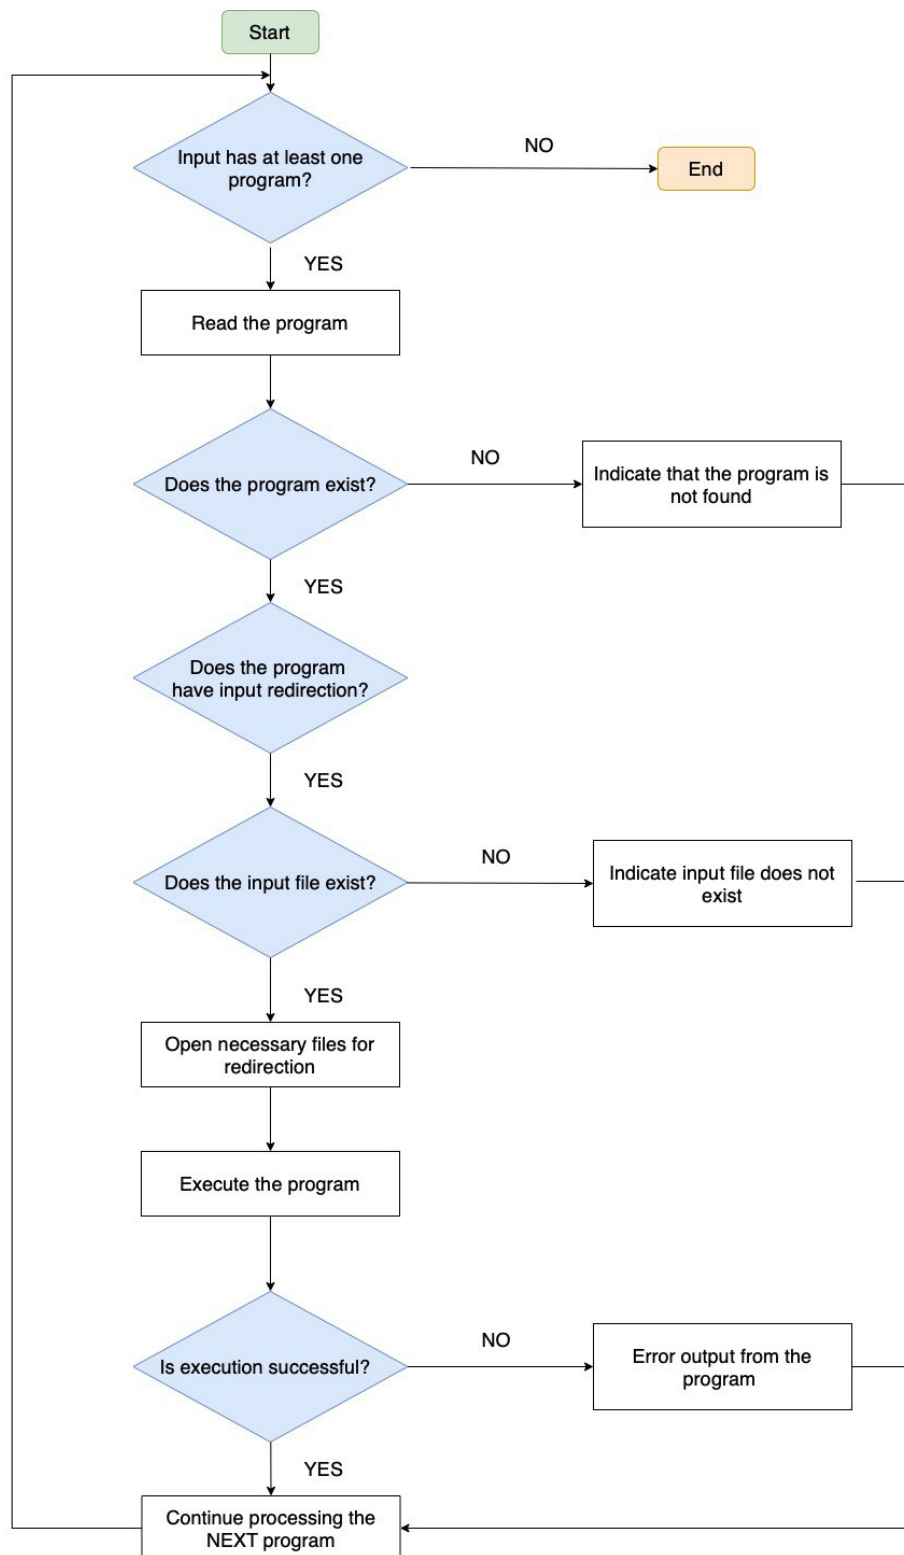 Start
Input has at least one
program?
NO
End
YES
Read the program
Does the program exist?
NO
Indicate that the program is
not found
YES
Does the program
have input redirection?
YES
Does the input file exist?
NO
Indicate input file does not
exist
YES
Open necessary files for
redirection
Execute the program
Is execution successful?
NO
Error output from the
program
YES
Continue processing the
NEXT program